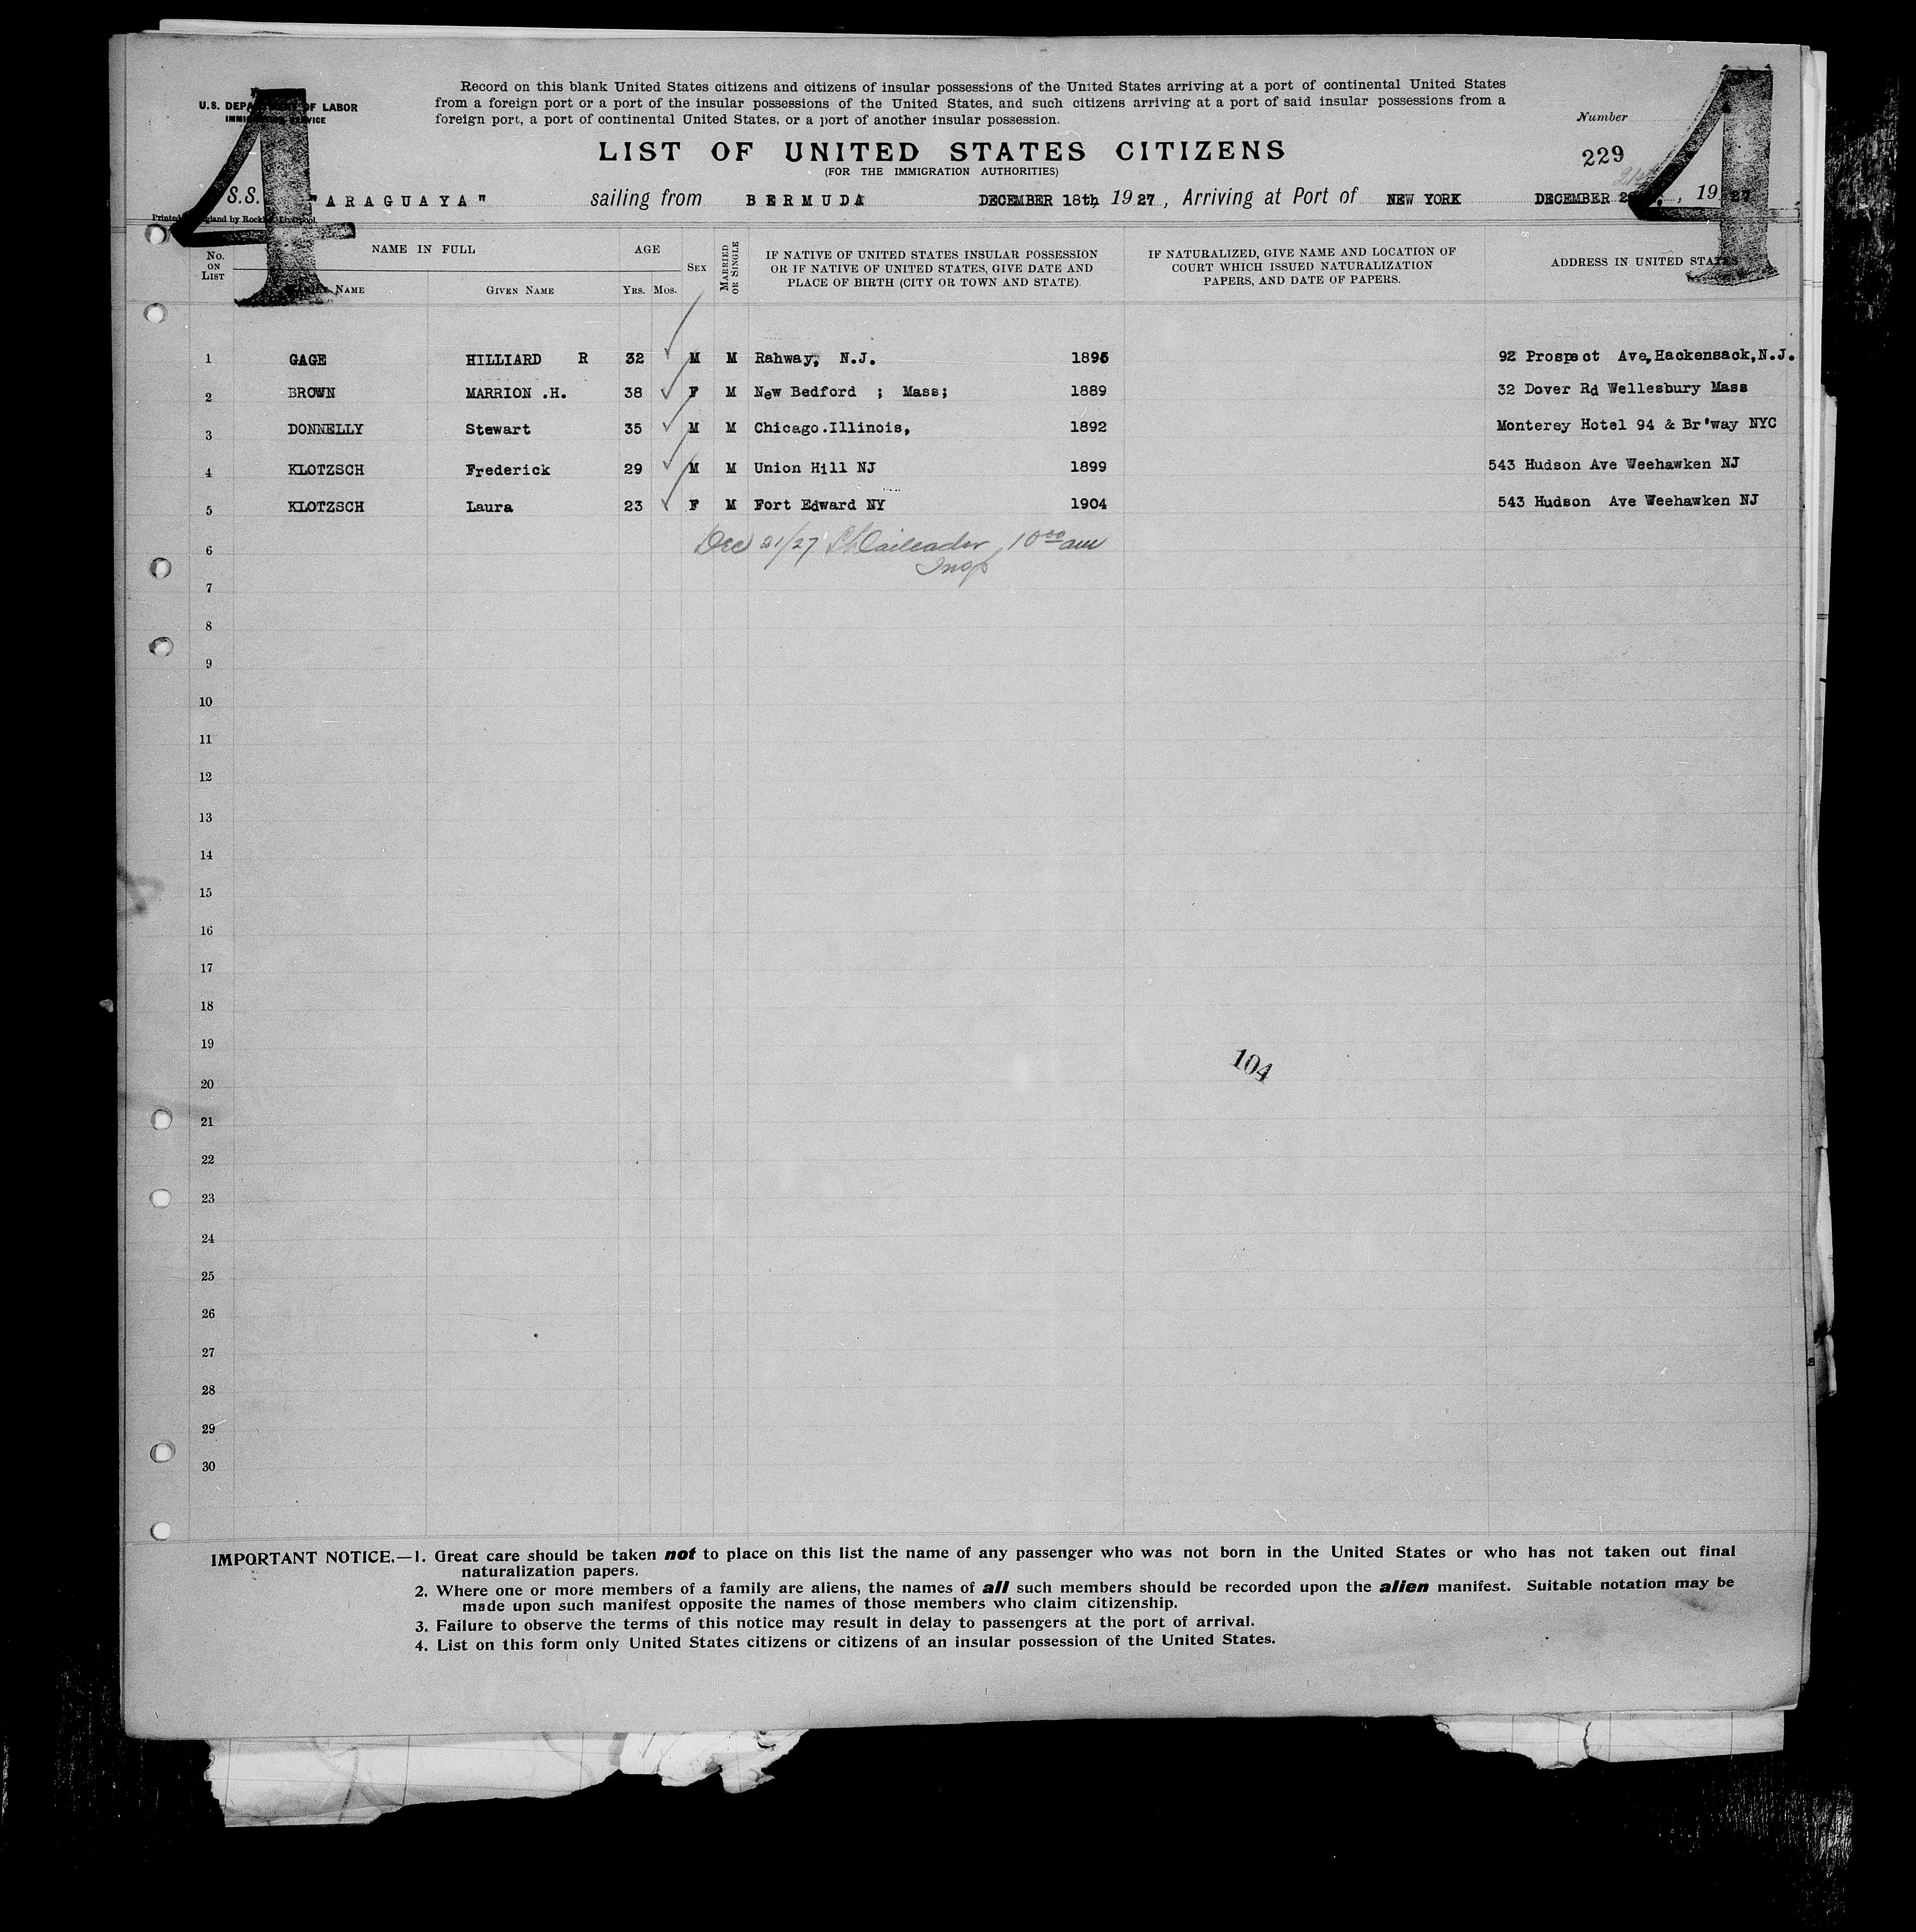 Record on this blank United States citizens and citizens of insular possessions of the United States arriving at a port of continental United States
from a foreign port or a port of the insular possessions of the United States, and such citizens arriving at a port of said insular possessions from a
foreign port, a port of continental United States, or a port of another insular possession.
U.S. DEPARTMENT OF LABOR
IMMIGRATION SERVICE
4
4
Number
229
LIST OF UNITED STATES CITIZENS
(FOR THE IMMIGRATION AUTHORITIES)
S.S. "ARAGUAYA" sailing from BERMUDA DECEMBER 18th 1927, Arriving at Port of NEW YORK DECEMBER 1927
Printed England by Liverpool
No. ON LIST
NAME IN FULL
FAMILY NAME
GIVEN NAME
AGE
YRS. MOS.
SEX
MARRIED OR SINGLE
IF NATIVE OF UNITED STATES INSULAR POSSESSION
OR IF NATIVE OF UNITED STATES, GIVE DATE AND
PLACE OF BIRTH (CITY OR TOWN AND STATE).
IF NATURALIZED, GIVE NAME AND LOCATION OF
COURT WHICH ISSUED NATURALIZATION
PAPERS, AND DATE OF PAPERS.
ADDRESS IN UNITED STATES
1 GAGE HILLIARD R 32 M M Rahway, N.J. 1895 92 Prospect Ave,Hackensack,N.J.
2 BROWN MARRION .H. 38 F M New Bedford ; Mass; 1889 32 Dover Rd Wellesbury Mass
3 DONNELLY Stewart 35 M M Chicago.Illinois, 1892 Monterey Hotel 94 & Br'way NYC
4 KLOTZSCH Frederick 29 M M Union Hill NJ 1899 543 Hudson Ave Weehawken NJ
5 KLOTZSCH Laura 23 F M Fort Edward NY 1904 543 Hudson Ave Weehawken NJ
6 Dec 21/27 10 00 am
Insp
7
8
9
10
11
12
13
14
15
16
17
18
19
104
20
21
22
23
24
25
26
27
28
29
30
IMPORTANT NOTICE.—1. Great care should be taken not to place on this list the name of any passenger who was not born in the United States or who has not taken out final
naturalization papers.
2. Where one or more members of a family are aliens, the names of all such members should be recorded upon the alien manifest. Suitable notation may be
made upon such manifest opposite the names of those members who claim citizenship.
3. Failure to observe the terms of this notice may result in delay to passengers at the port of arrival.
4. List on this form only United States citizens or citizens of an insular possession of the United States.